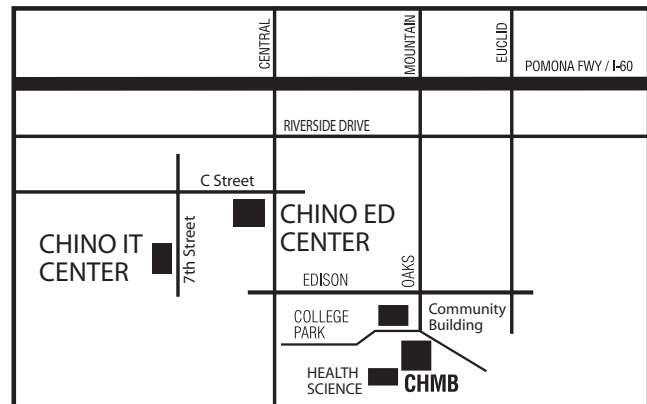 CENTRAL
MOUNTAIN
EUCLID
POMONA FWY / I-60
RIVERSIDE DRIVE
C Street
7th Street
CHINO ED
CENTER
CHINO IT
CENTER
EDISON
OAKS
COLLEGE
PARK
Community
Building
HEALTH
SCIENCE
CHMB